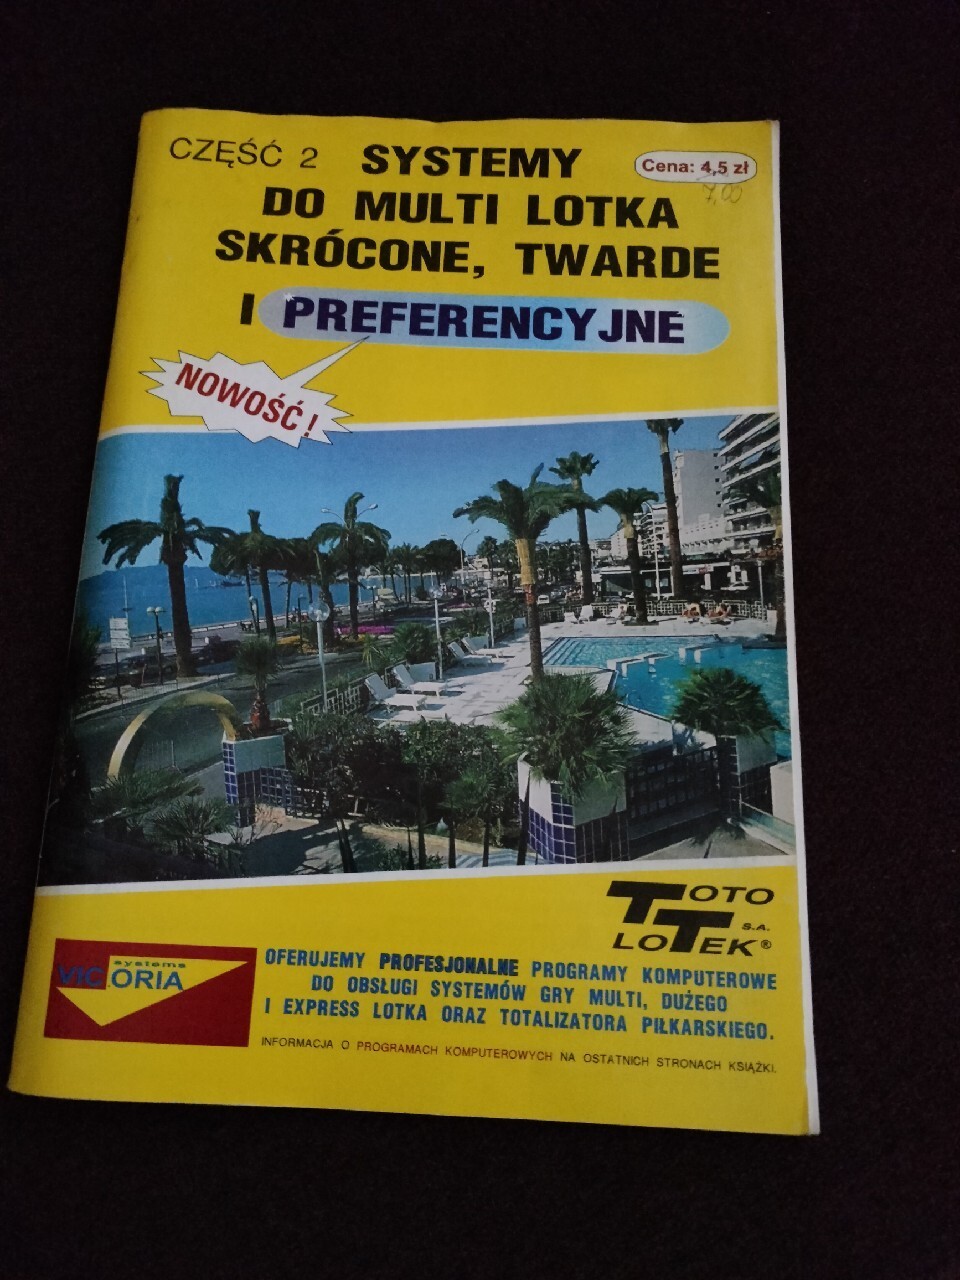 CZĘŚĆ 2 SYSTEMY
Cena: 4,5 zł
7,00
DO MULTI LOTKA
SKRÓCONE, TWARDE
I PREFERENCYJNE
NOWOŚĆ!
TOTO
LOTEK® S.A.
systems
VICTORIA
OFERUJEMY PROFESJONALNE PROGRAMY KOMPUTEROWE
DO OBSŁUGI SYSTEMÓW GRY MULTI, DUŻEGO
I EXPRESS LOTKA ORAZ TOTALIZATORA PIŁKARSKIEGO.
INFORMACJA O PROGRAMACH KOMPUTEROWYCH NA OSTATNICH STRONACH KSIĄŻKI.